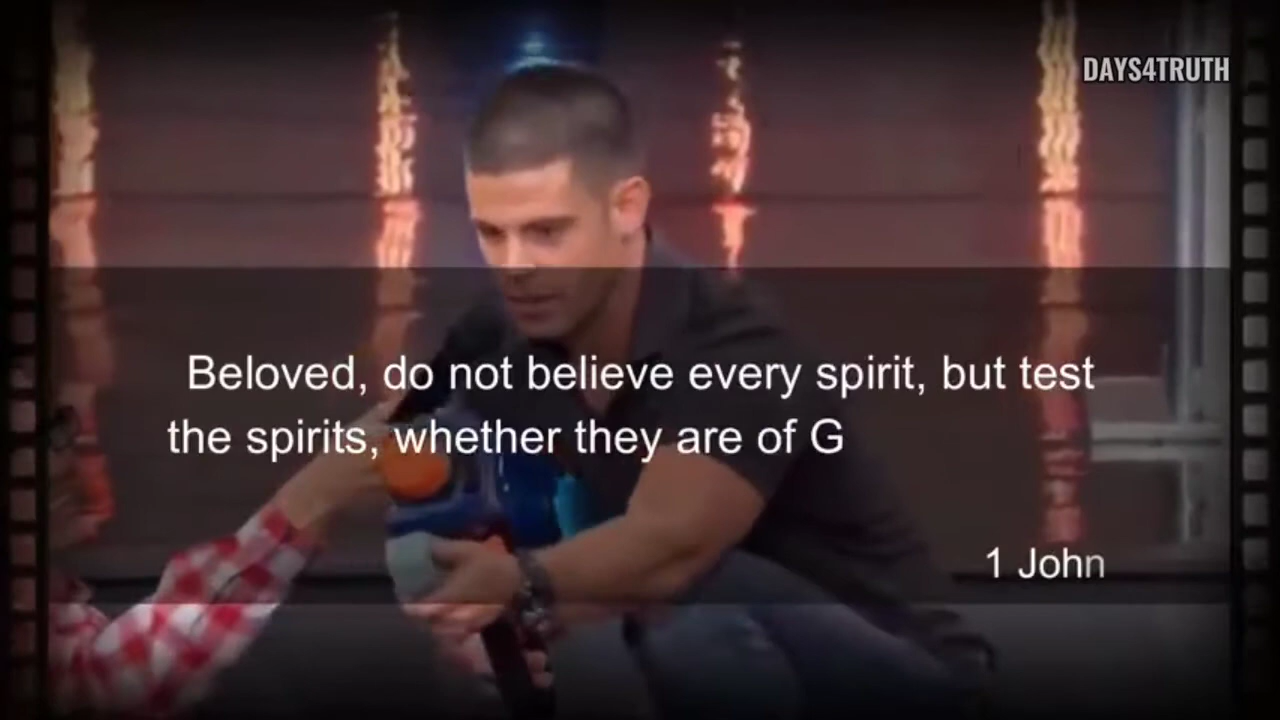 DAYS4TRUTH
Beloved, do not believe every spirit, but test
the spirits, whether they are of G
1 John